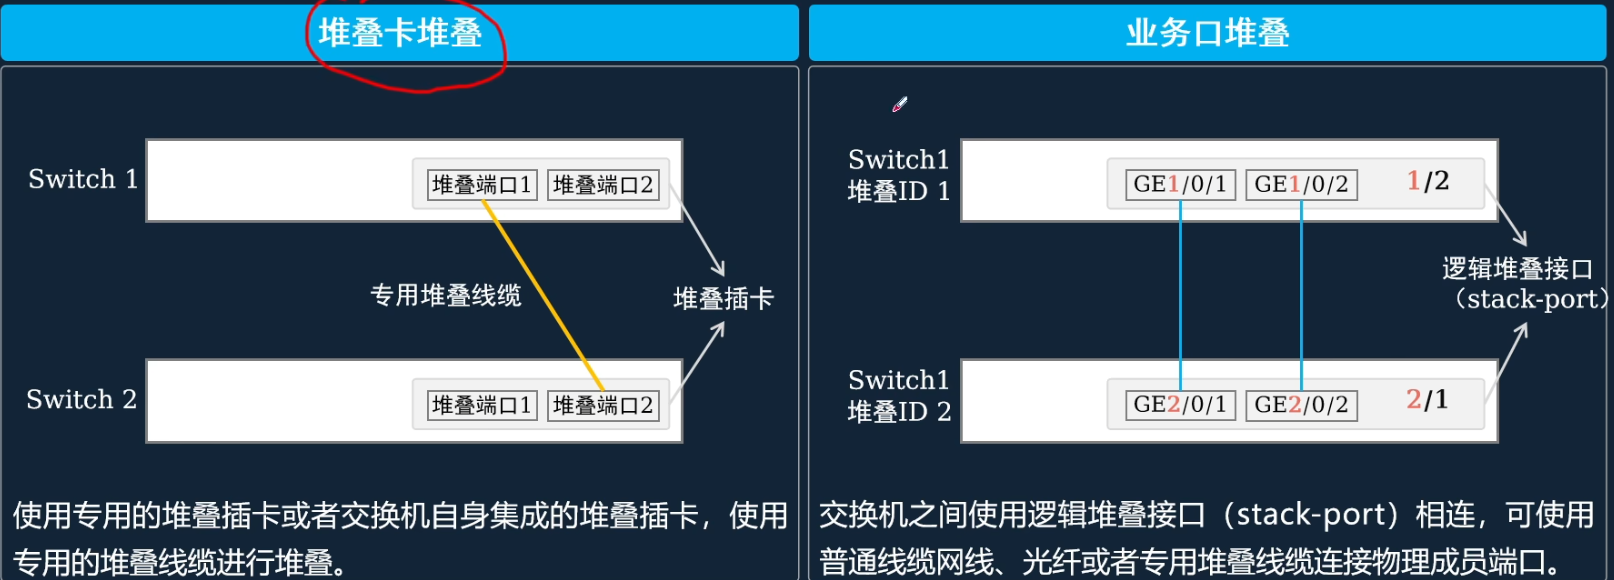 堆叠卡堆叠
Switch 1
堆叠端口1 堆叠端口2
专用堆叠线缆
堆叠插卡
Switch 2
堆叠端口1 堆叠端口2
使用专用的堆叠插卡或者交换机自身集成的堆叠插卡，使用
专用的堆叠线缆进行堆叠。
业务口堆叠
Switch1
堆叠ID 1
GE1/0/1 GE1/0/2 1/2
逻辑堆叠接口
（stack-port）
Switch1
堆叠ID 2
GE2/0/1 GE2/0/2 2/1
交换机之间使用逻辑堆叠接口（stack-port）相连，可使用
普通线缆网线、光纤或者专用堆叠线缆连接物理成员端口。